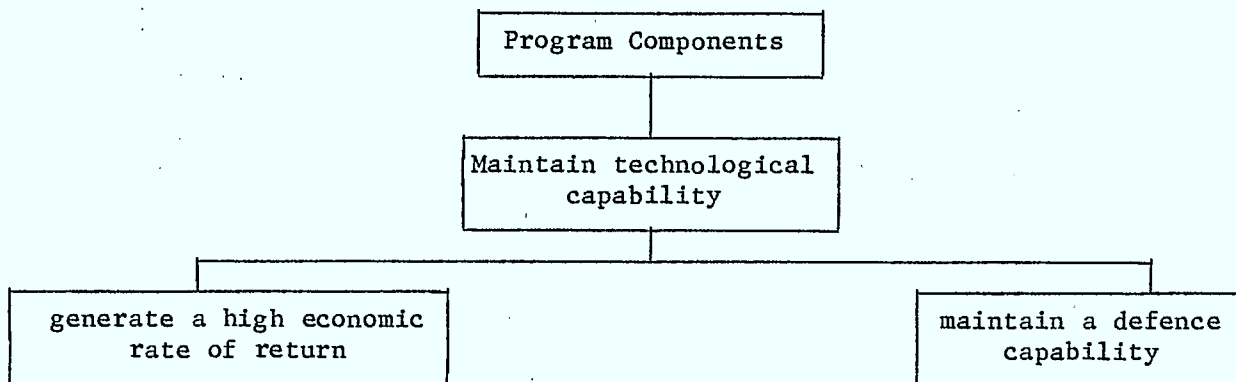 Program Components
Maintain technological
capability
generate a high economic
rate of return
maintain a defence
capability